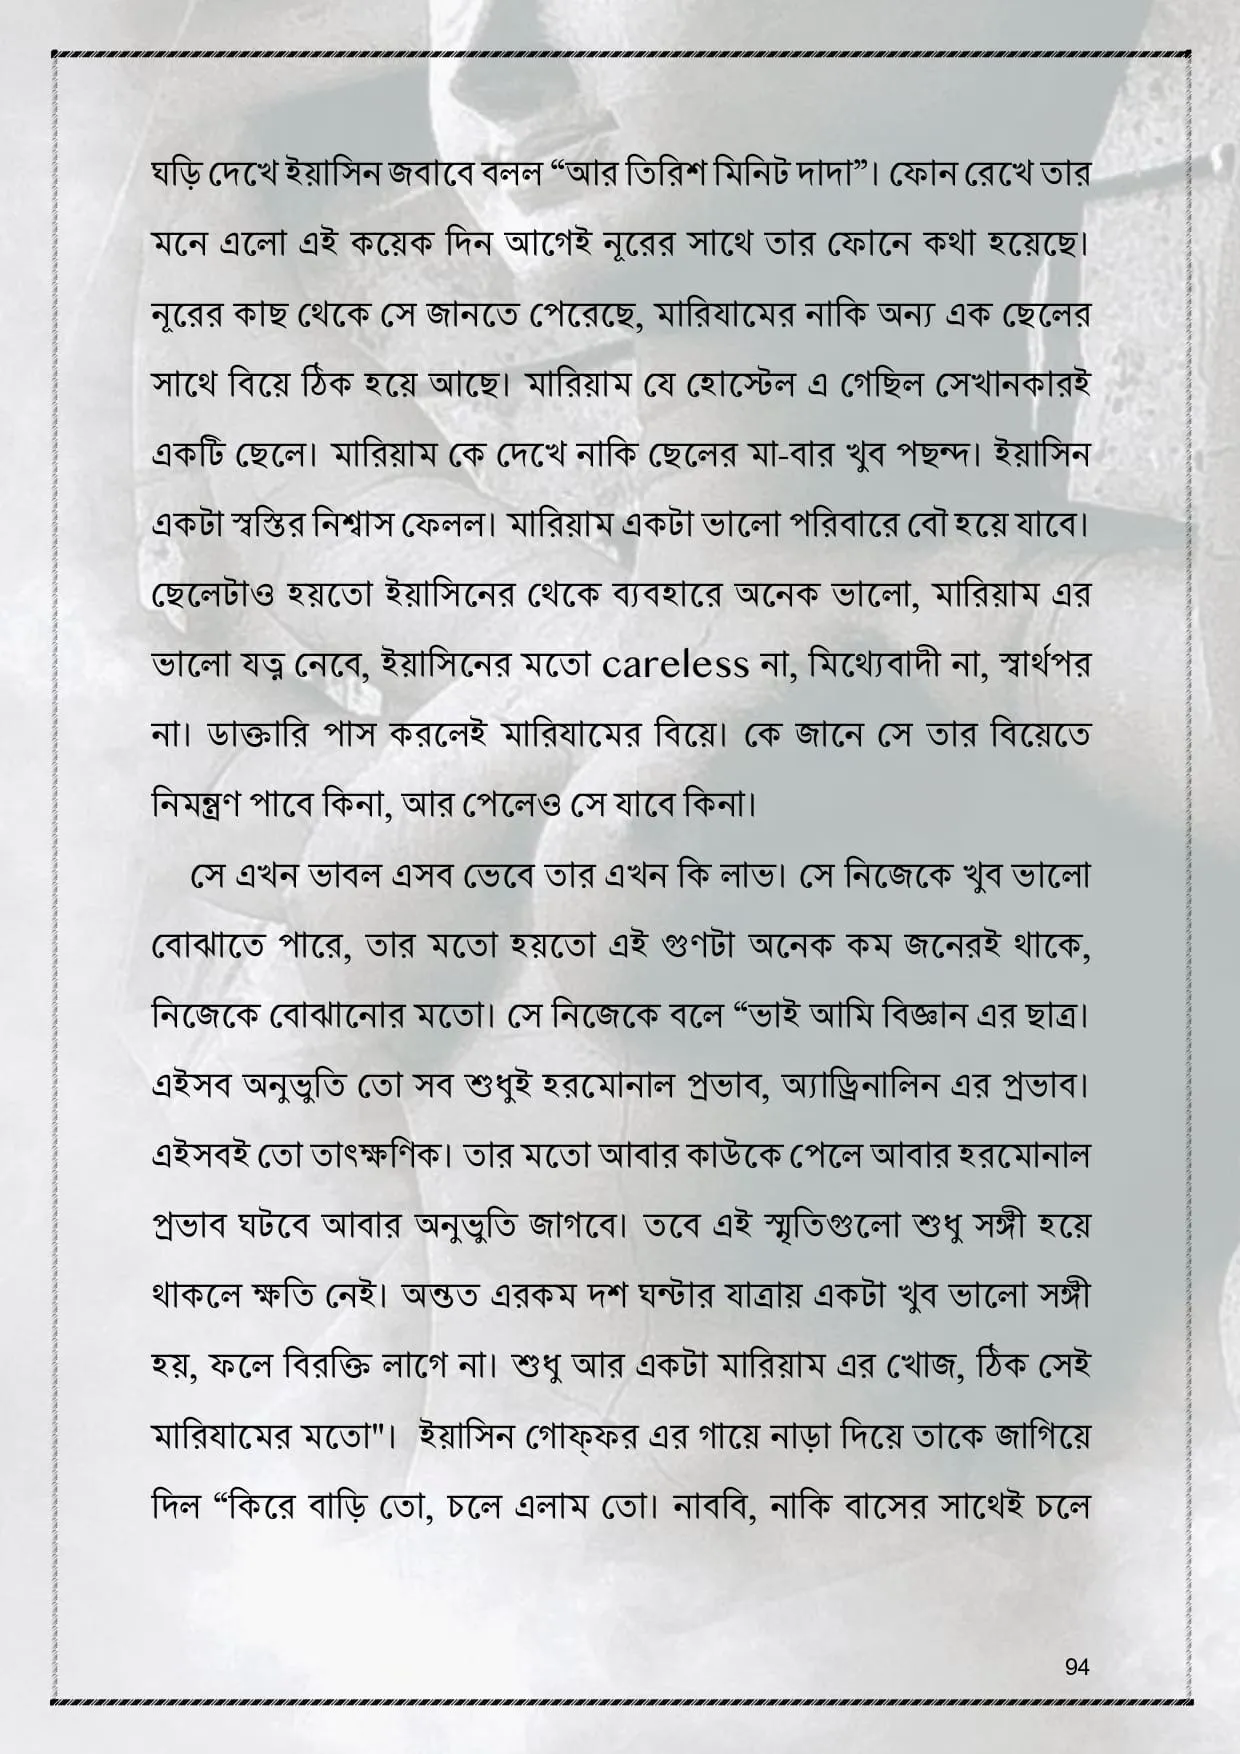 ঘড়ি দেখে ইয়াসিন জবাবে বলল “আর তিরিশ মিনিট দাদা”। ফোন রেখে তার
মনে এলো এই কয়েক দিন আগেই নূরের সাথে তার ফোনে কথা হয়েছে।
নূরের কাছ থেকে সে জানতে পেরেছে, মারিযামের নাকি অন্য এক ছেলের
সাথে বিয়ে ঠিক হয়ে আছে। মারিয়াম যে হোস্টেল এ গেছিল সেখানকারই
একটি ছেলে। মারিয়াম কে দেখে নাকি ছেলের মা-বার খুব পছন্দ। ইয়াসিন
একটা স্বস্তির নিশ্বাস ফেলল। মারিয়াম একটা ভালো পরিবারে বৌ হয়ে যাবে।
ছেলেটাও হয়তো ইয়াসিনের থেকে ব্যবহারে অনেক ভালো, মারিয়াম এর
ভালো যত্ন নেবে, ইয়াসিনের মতো careless না, মিথ্যেবাদী না, স্বার্থপর
না। ডাক্তারি পাস করলেই মারিযামের বিয়ে। কে জানে সে তার বিয়েতে
নিমন্ত্রণ পাবে কিনা, আর পেলেও সে যাবে কিনা।
সে এখন ভাবল এসব ভেবে তার এখন কি লাভ। সে নিজেকে খুব ভালো
বোঝাতে পারে, তার মতো হয়তো এই গুণটা অনেক কম জনেরই থাকে,
নিজেকে বোঝানোর মতো। সে নিজেকে বলে “ভাই আমি বিজ্ঞান এর ছাত্র।
এইসব অনুভুতি তো সব শুধুই হরমোনাল প্রভাব, অ্যাড্রিনালিন এর প্রভাব।
এইসবই তো তাৎক্ষণিক। তার মতো আবার কাউকে পেলে আবার হরমোনাল
প্রভাব ঘটবে আবার অনুভুতি জাগবে। তবে এই স্মৃতিগুলো শুধু সঙ্গী হয়ে
থাকলে ক্ষতি নেই। অন্তত এরকম দশ ঘন্টার যাত্রায় একটা খুব ভালো সঙ্গী
হয়, ফলে বিরক্তি লাগে না। শুধু আর একটা মারিয়াম এর খোজ, ঠিক সেই
মারিযামের মতো"। ইয়াসিন গোফ্ফর এর গায়ে নাড়া দিয়ে তাকে জাগিয়ে
দিল “কিরে বাড়ি তো, চলে এলাম তো। নাববি, নাকি বাসের সাথেই চলে
94